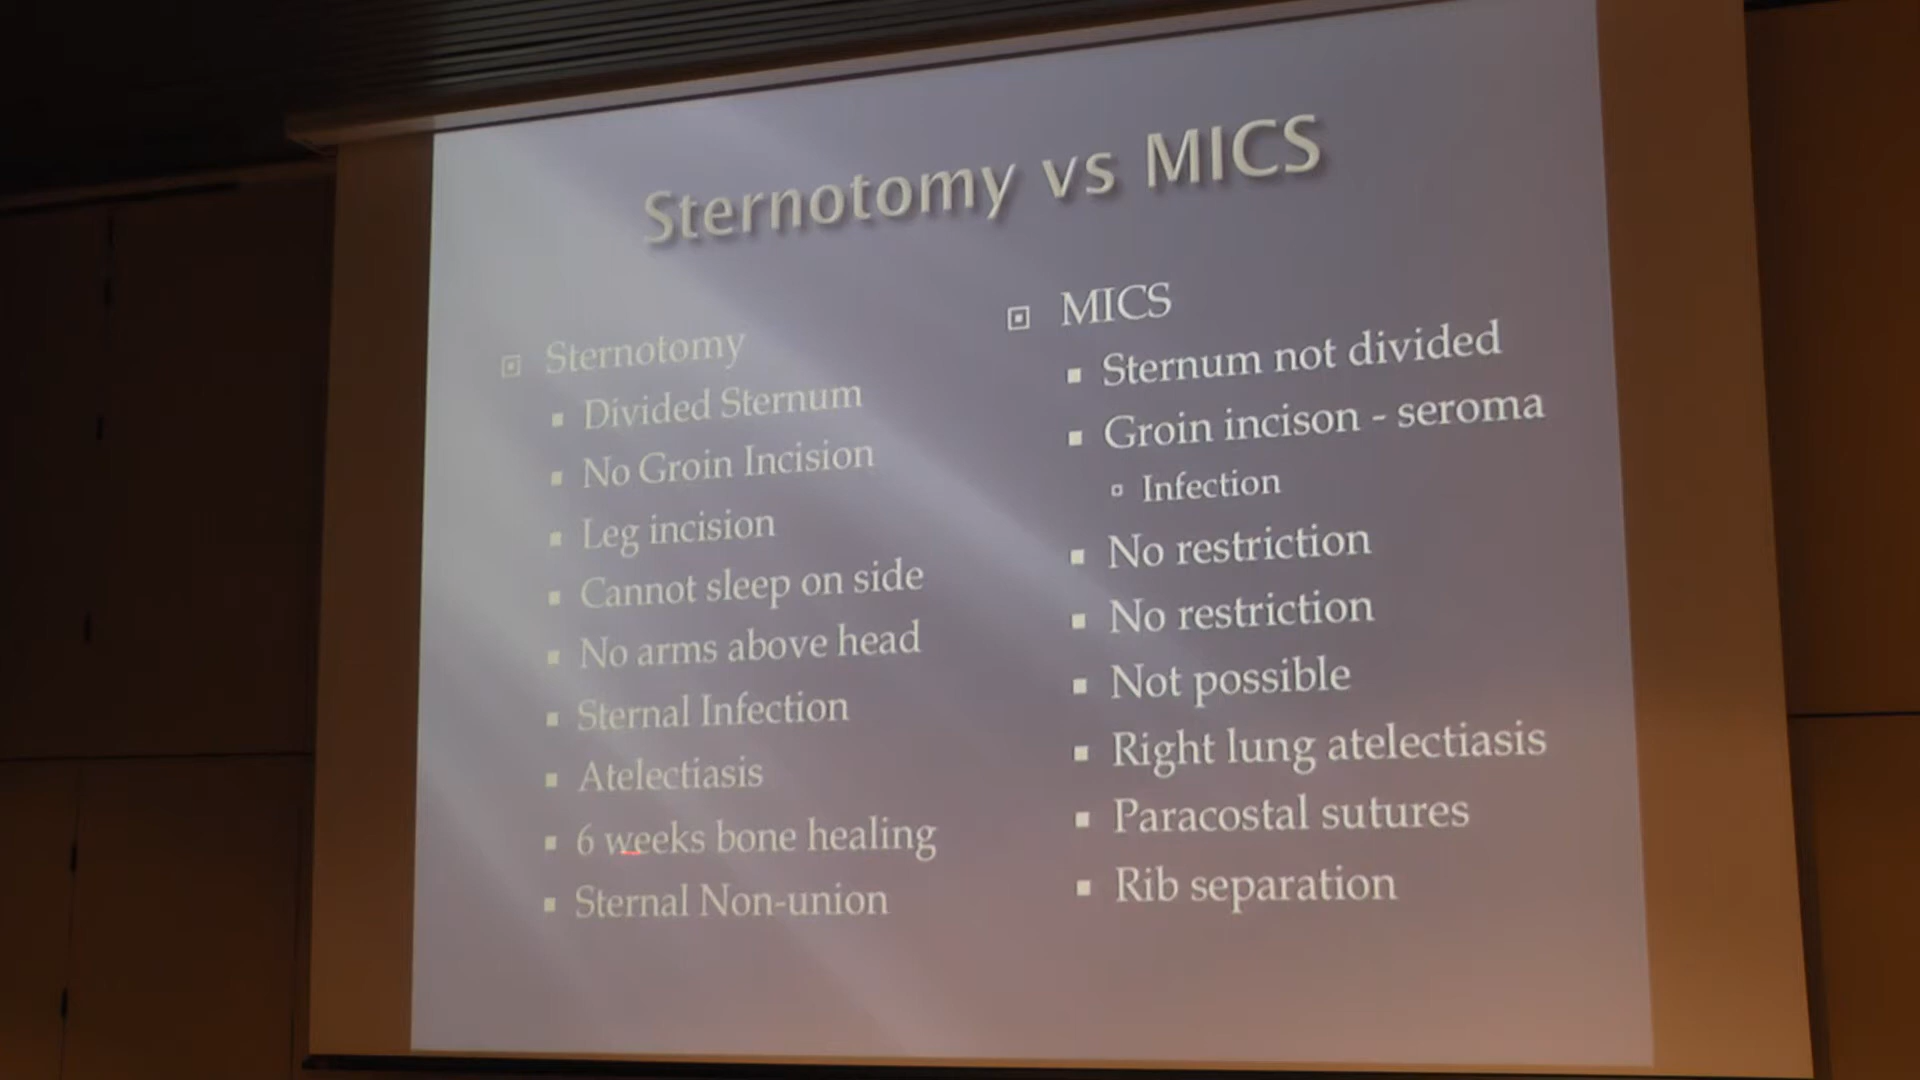 Sternotomy vs MICS
Sternotomy
Divided Sternum
No Groin Incision
Leg incision
Cannot sleep on side
No arms above head
Sternal Infection
Atelectiasis
6 weeks bone healing
Sternal Non-union
MICS
Sternum not divided
Groin incison - seroma
Infection
No restriction
No restriction
Not possible
Right lung atelectiasis
Paracostal sutures
Rib separation